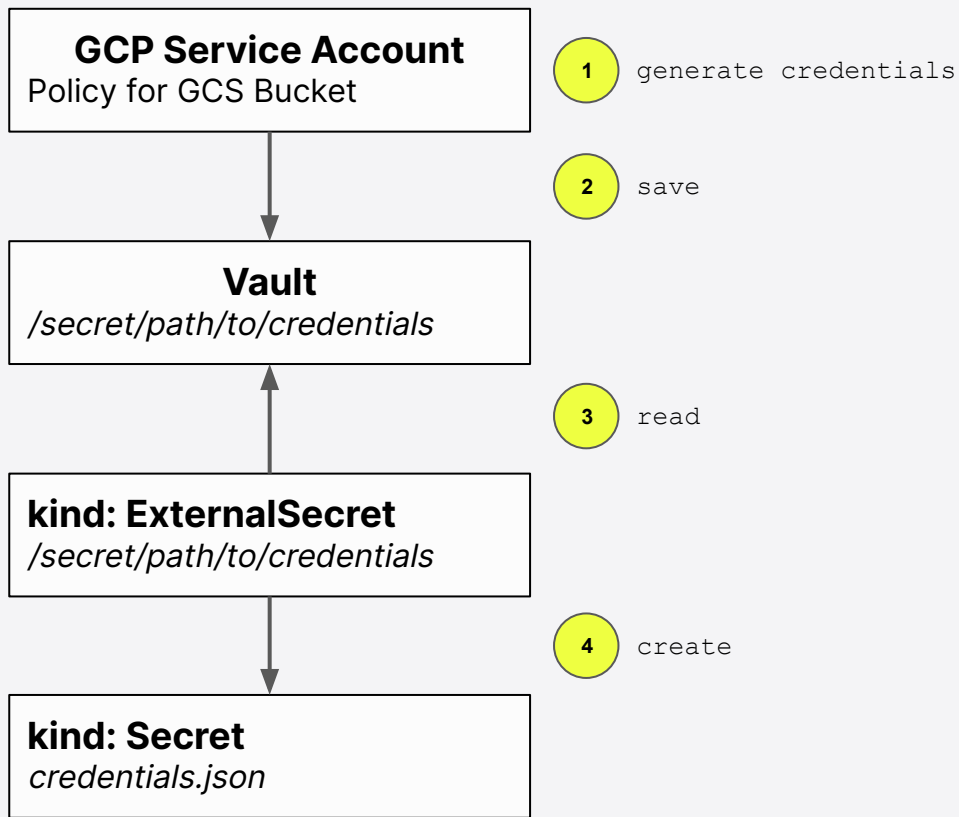 GCP Service Account
Policy for GCS Bucket
1 generate credentials
2 save
Vault
/secret/path/to/credentials
3 read
kind: ExternalSecret
/secret/path/to/credentials
4 create
kind: Secret
credentials.json